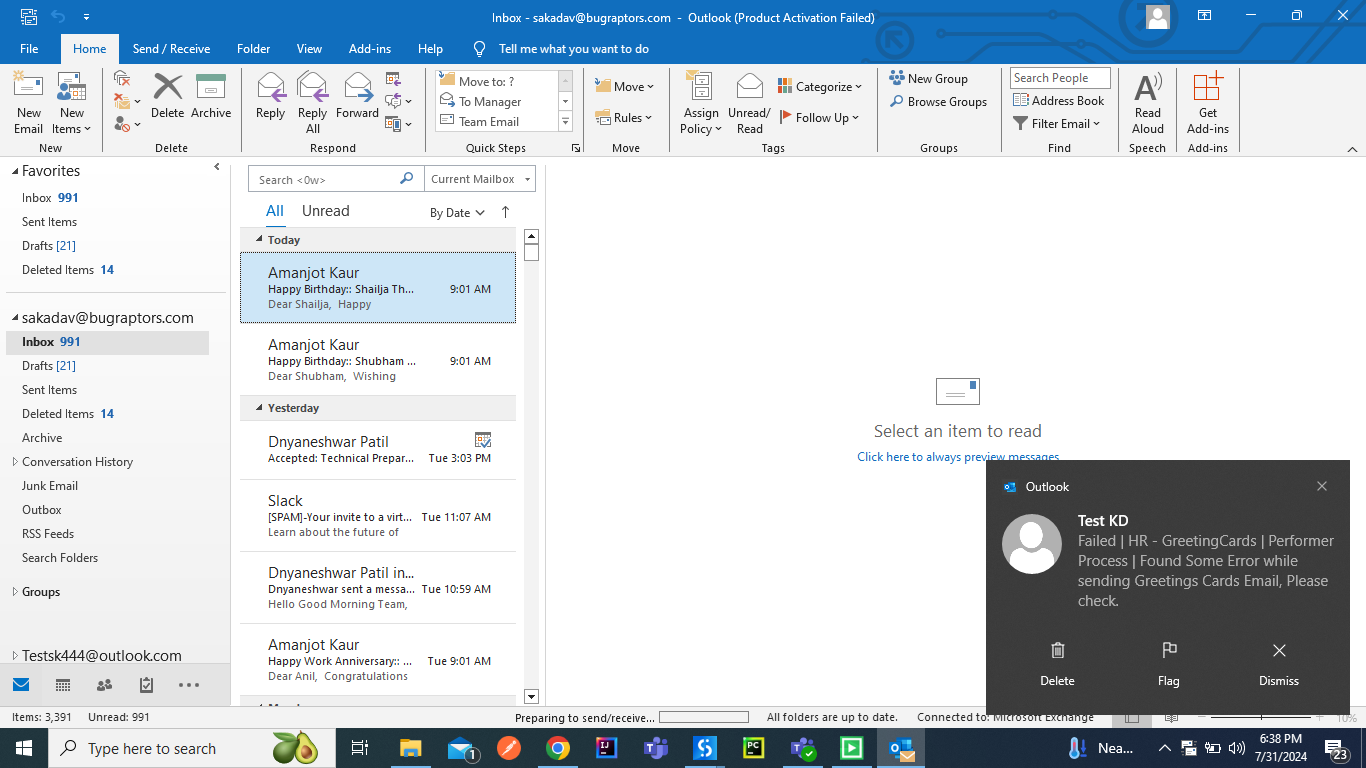 Inbox - sakadav@bugraptors.com - Outlook (Product Activation Failed)
File Home Send / Receive Folder View Add-ins Help Tell me what you want to do
New Email
New Items
New
Delete
Archive
Delete
Reply
Reply All
Forward
Respond
Move to: ?
To Manager
Team Email
Quick Steps
Move
Rules
Move
Assign Policy
Unread/ Read
Categorize
Follow Up
Tags
New Group
Browse Groups
Groups
Search People
Address Book
Filter Email
Find
Read Aloud
Speech
Get Add-ins
Add-ins
Favorites
Inbox 991
Sent Items
Drafts [21]
Deleted Items 14
sakadav@bugraptors.com
Inbox 991
Drafts [21]
Sent Items
Deleted Items 14
Archive
Conversation History
Junk Email
Outbox
RSS Feeds
Search Folders
Groups
Testsk444@outlook.com
Search <0w>
Current Mailbox
All Unread
By Date
Today
Amanjot Kaur
Happy Birthday:: Shailja Th... 9:01 AM
Dear Shailja, Happy
Amanjot Kaur
Happy Birthday:: Shubham ... 9:01 AM
Dear Shubham, Wishing
Yesterday
Dnyaneshwar Patil
Accepted: Technical Prepar... Tue 3:03 PM
Slack
[SPAM]-Your invite to a virt... Tue 11:07 AM
Learn about the future of
Dnyaneshwar Patil in...
Dnyaneshwar sent a messa... Tue 10:59 AM
Hello Good Morning Team,
Amanjot Kaur
Happy Work Anniversary:: ... Tue 9:01 AM
Dear Anil, Congratulations
Select an item to read
Click here to always preview messages
Outlook
Test KD
Failed | HR - GreetingCards | Performer
Process | Found Some Error while
sending Greetings Cards Email, Please
check.
Delete Flag Dismiss
Items: 3,391 Unread: 991
Preparing to send/receive...
All folders are up to date.
Connected to: Microsoft Exchange
10%
Type here to search
1
Nea...
6:38 PM
7/31/2024
23